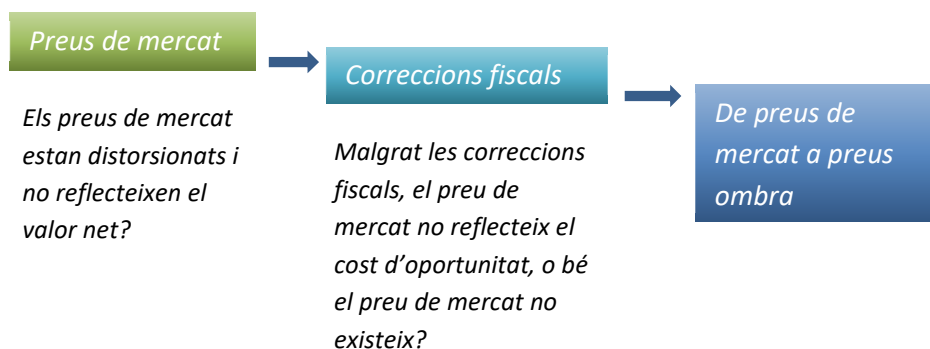 Preus de mercat
Els preus de mercat
estan distorsionats i
no reflecteixen el
valor net?
Correccions fiscals
Malgrat les correccions
fiscals, el preu de
mercat no reflecteix el
cost d’oportunitat, o bé
el preu de mercat no
existeix?
De preus de
mercat a preus
ombra